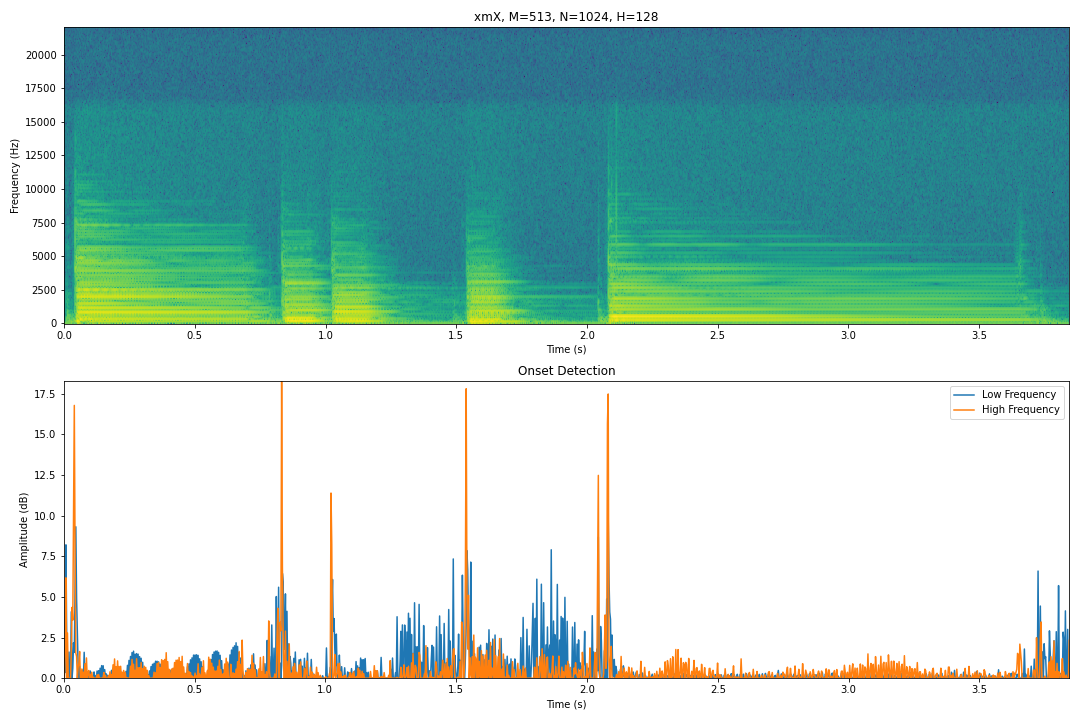 xmX, M=513, N=1024, H=128
20000
17500
15000
12500
10000
7500
5000
2500
0
Frequency (Hz)
0.0 0.5 1.0 1.5 2.0 2.5 3.0 3.5
Time (s)
Onset Detection
17.5
15.0
12.5
10.0
7.5
5.0
2.5
0.0
Amplitude (dB)
Low Frequency
High Frequency
0.0 0.5 1.0 1.5 2.0 2.5 3.0 3.5
Time (s)